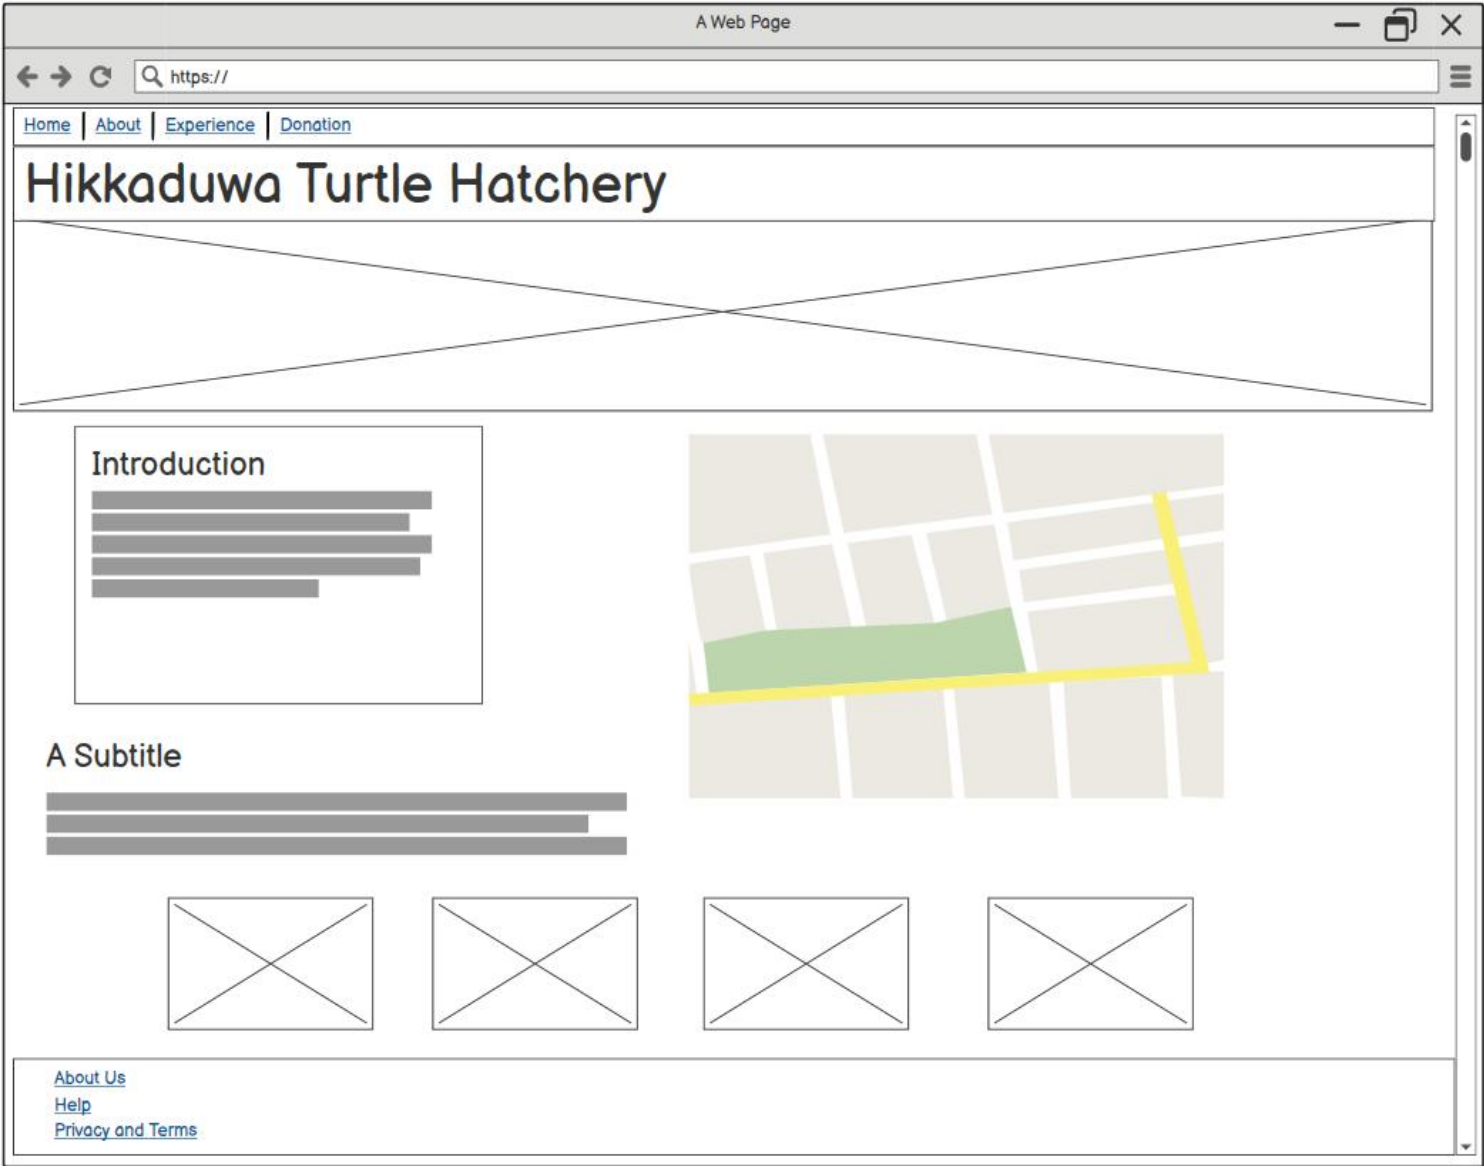 A Web Page
https://
Home About Experience Donation
Hikkaduwa Turtle Hatchery
Introduction
A Subtitle
About Us
Help
Privacy and Terms